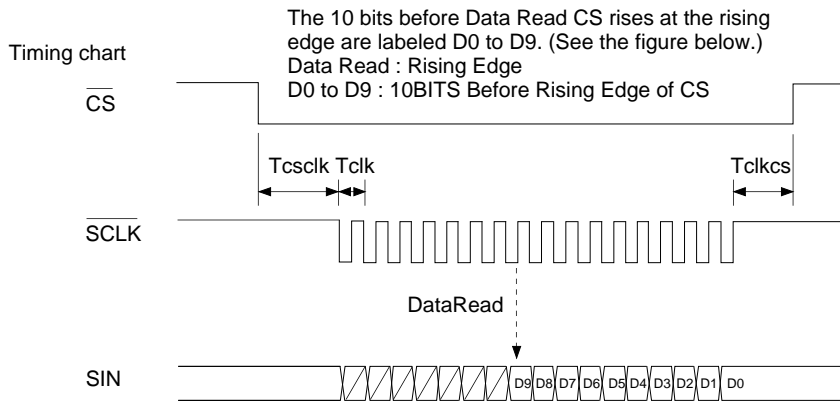 The 10 bits before Data Read CS rises at the rising
edge are labeled D0 to D9. (See the figure below.)
Timing chart
Data Read : Rising Edge
D0 to D9 : 10BITS Before Rising Edge of CS
CS
Tcsclk Tclk Tclkcs
SCLK
DataRead
SIN D9 D8 D7 D6 D5 D4 D3 D2 D1 D0